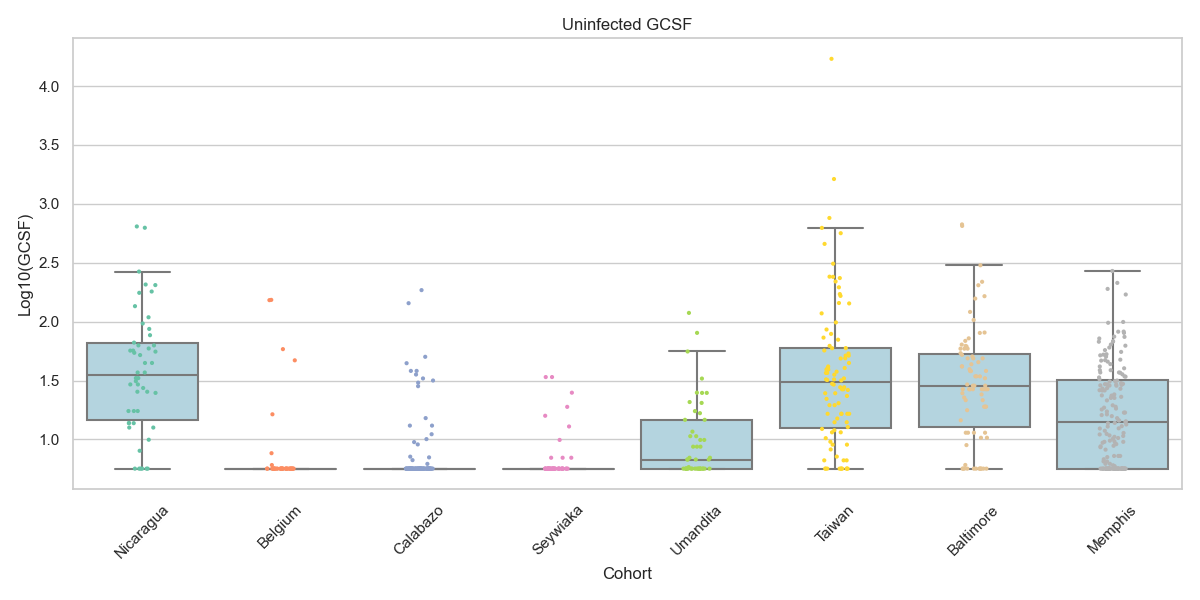 Uninfected GCSF
Log10(GCSF)
4.0
3.5
3.0
2.5
2.0
1.5
1.0
Nicaragua
Belgium
Calabazo
Seywiaka
Umandita
Taiwan
Baltimore
Memphis
Cohort